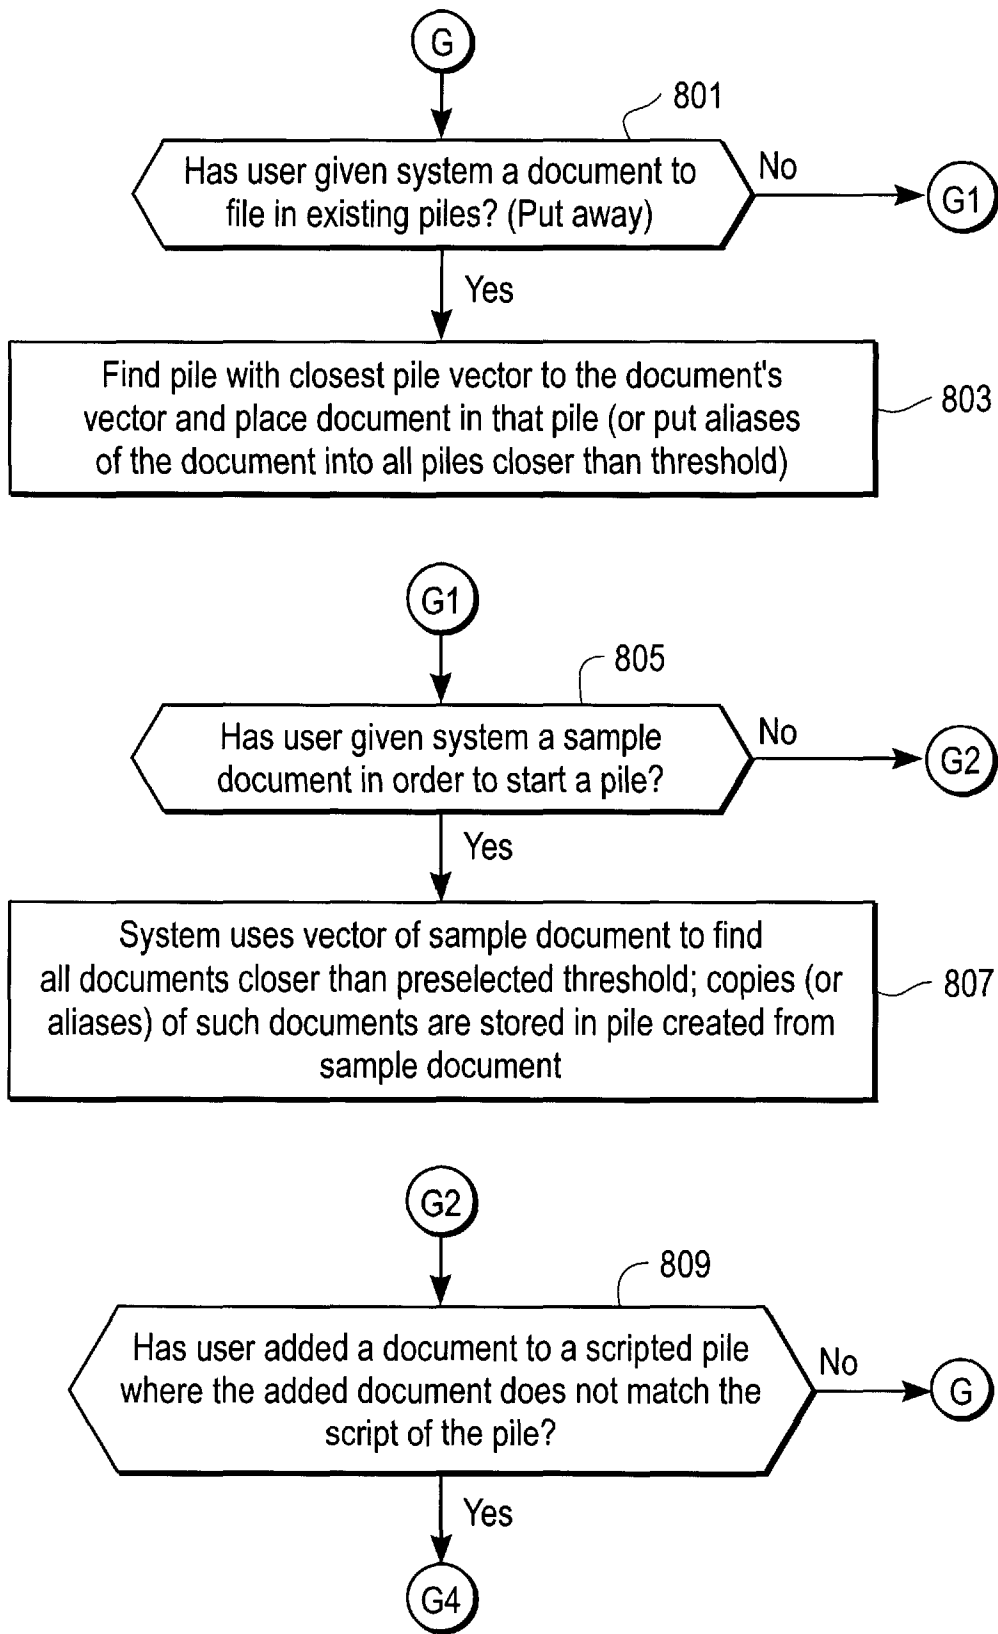 G
801
Has user given system a document to
file in existing piles? (Put away)
No
G1
Yes
Find pile with closest pile vector to the document's
vector and place document in that pile (or put aliases
of the document into all piles closer than threshold)
803
G1
805
Has user given system a sample
document in order to start a pile?
No
G2
Yes
System uses vector of sample document to find
all documents closer than preselected threshold; copies (or
aliases) of such documents are stored in pile created from
sample document
807
G2
809
Has user added a document to a scripted pile
where the added document does not match the
script of the pile?
No
G
Yes
G4